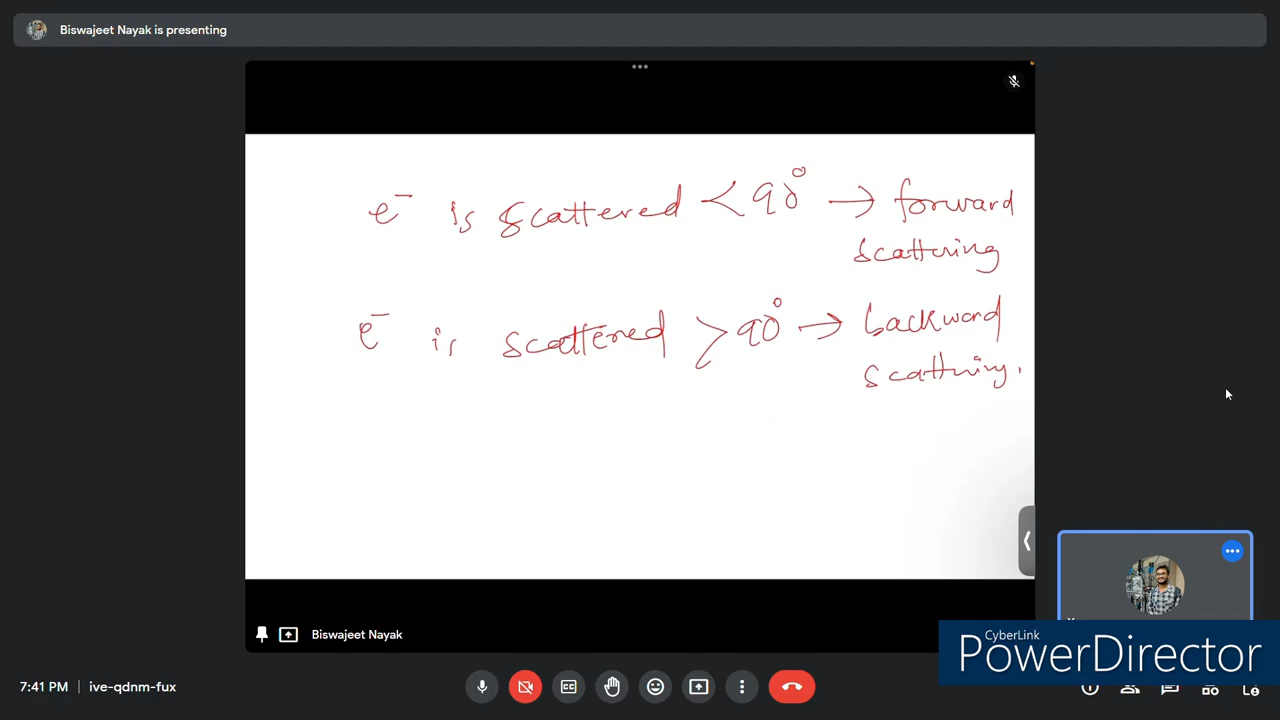 Biswajeet Nayak is presenting
e⁻ is scattered < 90° → forward
scattering
e⁻ is scattered > 90° → backward
scattering.
Biswajeet Nayak
CyberLink
PowerDirector
7:41 PM | ive-qdnm-fux